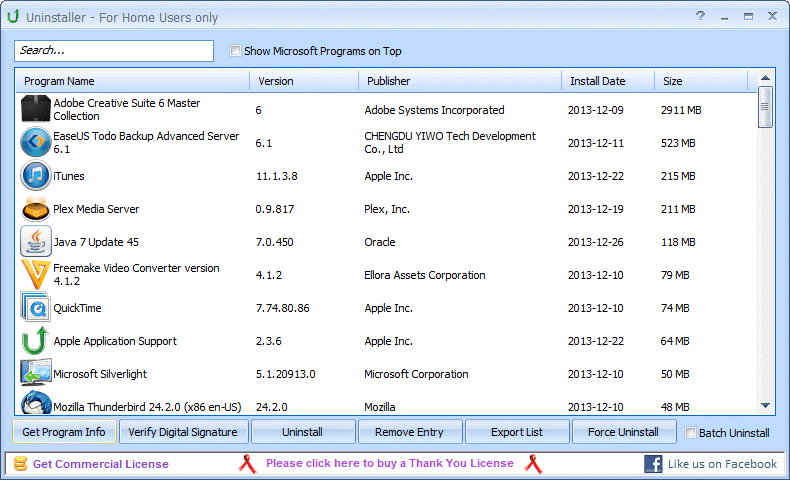 Uninstaller - For Home Users only
Search...
Show Microsoft Programs on Top
Program Name Version Publisher Install Date Size
Adobe Creative Suite 6 Master Collection 6 Adobe Systems Incorporated 2013-12-09 2911 MB
EaseUS Todo Backup Advanced Server 6.1 6.1 CHENGDU YIWO Tech Development Co., Ltd 2013-12-11 523 MB
iTunes 11.1.3.8 Apple Inc. 2013-12-22 215 MB
Plex Media Server 0.9.817 Plex, Inc. 2013-12-19 211 MB
Java 7 Update 45 7.0.450 Oracle 2013-12-26 118 MB
Freemake Video Converter version 4.1.2 4.1.2 Ellora Assets Corporation 2013-12-10 79 MB
QuickTime 7.74.80.86 Apple Inc. 2013-12-10 74 MB
Apple Application Support 2.3.6 Apple Inc. 2013-12-22 64 MB
Microsoft Silverlight 5.1.20913.0 Microsoft Corporation 2013-12-10 50 MB
Mozilla Thunderbird 24.2.0 (x86 en-US) 24.2.0 Mozilla 2013-12-10 48 MB
Get Program Info Verify Digital Signature Uninstall Remove Entry Export List Force Uninstall Batch Uninstall
Get Commercial License Please click here to buy a Thank You License Like us on Facebook